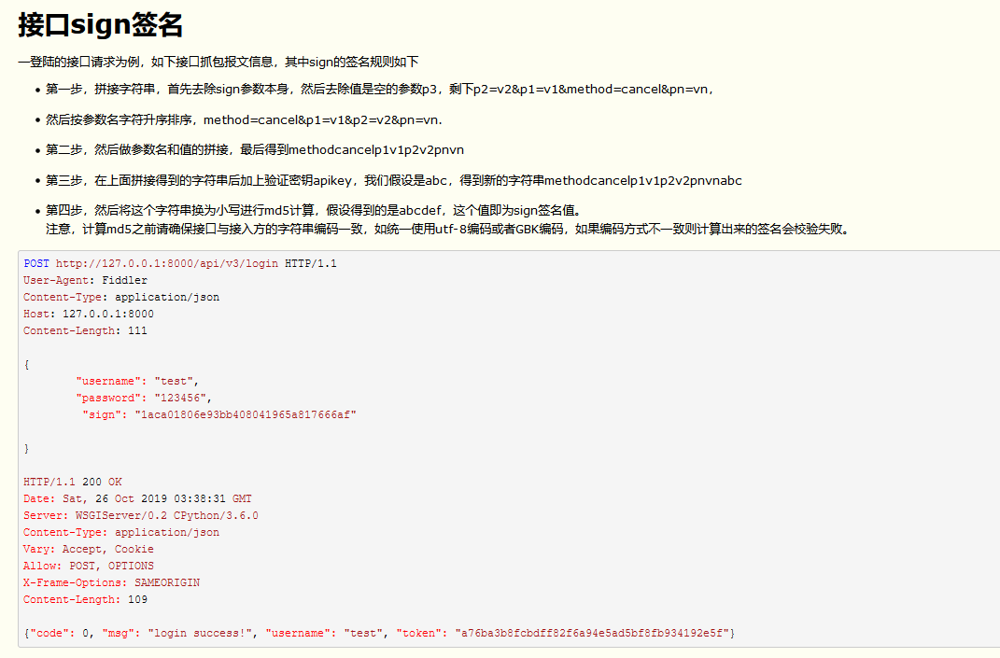 接口sign签名
一登陆的接口请求为例，如下接口抓包报文信息，其中sign的签名规则如下
• 第一步，拼接字符串，首先去除sign参数本身，然后去除值是空的参数p3，剩下p2=v2&p1=v1&method=cancel&pn=vn，
• 然后按参数名字符升序排序，method=cancel&p1=v1&p2=v2&pn=vn.
• 第二步，然后做参数名和值的拼接，最后得到methodcancelp1v1p2v2pnvn
• 第三步，在上面拼接得到的字符串后加上验证密钥apikey，我们假设是abc，得到新的字符串methodcancelp1v1p2v2pnvnabc
• 第四步，然后将这个字符串换为小写进行md5计算，假设得到的是abcdef，这个值即为sign签名值。
注意，计算md5之前请确保接口与接入方的字符串编码一致，如统一使用utf-8编码或者GBK编码，如果编码方式不一致则计算出来的签名会校验失败。
POST http://127.0.0.1:8000/api/v3/login HTTP/1.1
User-Agent: Fiddler
Content-Type: application/json
Host: 127.0.0.1:8000
Content-Length: 111
{
"username": "test",
"password": "123456",
"sign": "1aca01806e93bb408041965a817666af"
}
HTTP/1.1 200 OK
Date: Sat, 26 Oct 2019 03:38:31 GMT
Server: WSGIServer/0.2 CPython/3.6.0
Content-Type: application/json
Vary: Accept, Cookie
Allow: POST, OPTIONS
X-Frame-Options: SAMEORIGIN
Content-Length: 109
{"code": 0, "msg": "login success!", "username": "test", "token": "a76ba3b8fcbdff82f6a94e5ad5bf8fb934192e5f"}